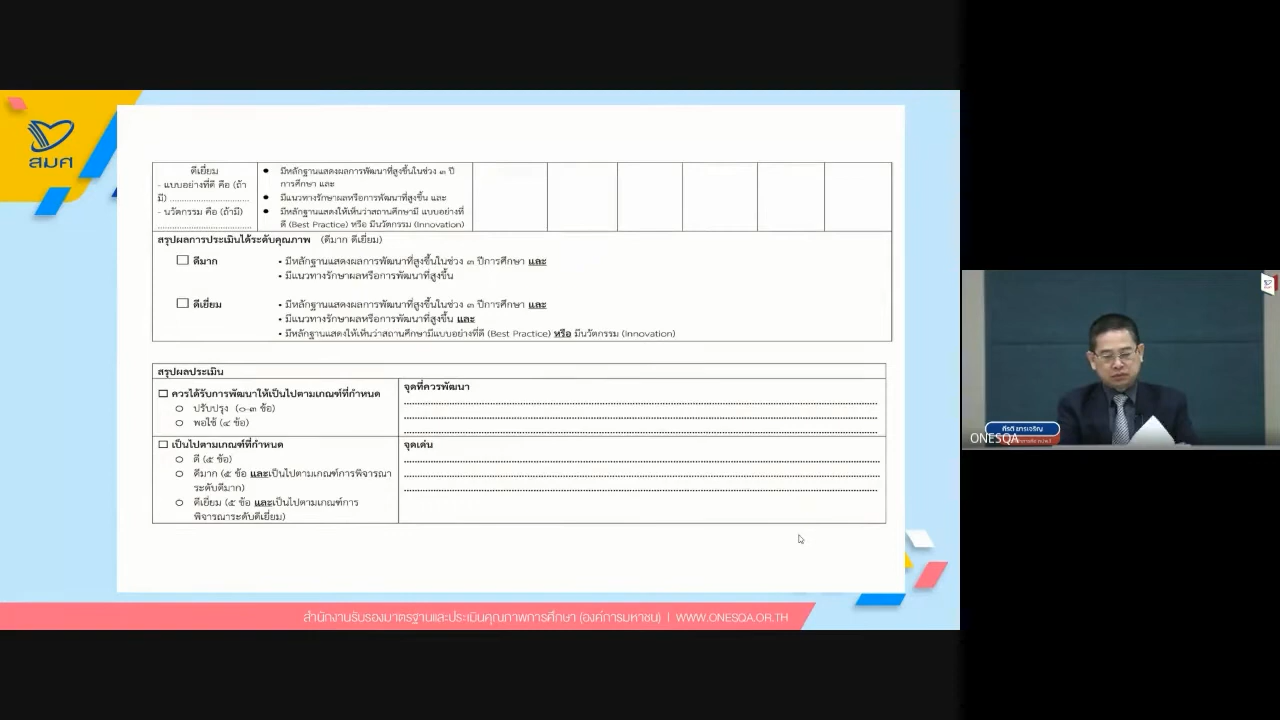 สมศ
ดีเยี่ยม
- แบบอย่างที่ดี คือ (ถ้า
มี) ..............................
- นวัตกรรม คือ (ถ้ามี)
...................................
● มีหลักฐานแสดงผลการพัฒนาที่สูงขึ้นในช่วง ๓ ปี
การศึกษา และ
● มีแนวทางรักษาผลหรือการพัฒนาที่สูงขึ้น และ
● มีหลักฐานแสดงให้เห็นว่าสถานศึกษามี แบบอย่างที่
ดี (Best Practice) หรือ มีนวัตกรรม (Innovation)
สรุปผลการประเมินได้ระดับคุณภาพ (ดีมาก ดีเยี่ยม)
☐ ดีมาก • มีหลักฐานแสดงผลการพัฒนาที่สูงขึ้นในช่วง ๓ ปีการศึกษา และ
• มีแนวทางรักษาผลหรือการพัฒนาที่สูงขึ้น
☐ ดีเยี่ยม • มีหลักฐานแสดงผลการพัฒนาที่สูงขึ้นในช่วง ๓ ปีการศึกษา และ
• มีแนวทางรักษาผลหรือการพัฒนาที่สูงขึ้น และ
• มีหลักฐานแสดงให้เห็นว่าสถานศึกษามีแบบอย่างที่ดี (Best Practice) หรือ มีนวัตกรรม (Innovation)
สรุปผลประเมิน
☐ ควรได้รับการพัฒนาให้เป็นไปตามเกณฑ์ที่กำหนด
○ ปรับปรุง (๐-๓ ข้อ)
○ พอใช้ (๔ ข้อ)
จุดที่ควรพัฒนา
☐ เป็นไปตามเกณฑ์ที่กำหนด
○ ดี (๕ ข้อ)
○ ดีมาก (๕ ข้อ และเป็นไปตามเกณฑ์การพิจารณา
ระดับดีมาก)
○ ดีเยี่ยม (๕ ข้อ และเป็นไปตามเกณฑ์การ
พิจารณาระดับดีเยี่ยม)
จุดเด่น
สำนักงานรับรองมาตรฐานและประเมินคุณภาพการศึกษา (องค์การมหาชน) | WWW.ONESQA.OR.TH
ONESQA